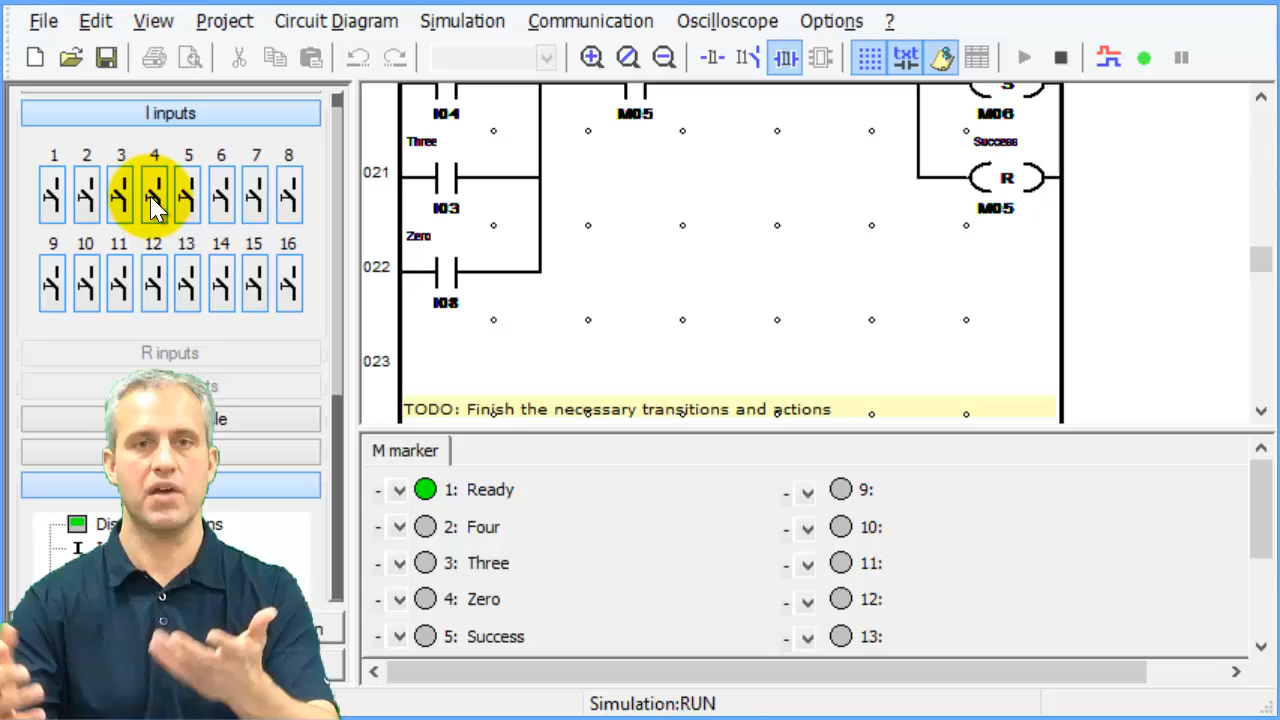 File Edit View Project Circuit Diagram Simulation Communication Oscilloscope Options ?
txt
I inputs
1 2 3 4 5 6 7 8
9 10 11 12 13 14 15 16
R inputs
I04
M05
S
M06
Three
Success
021
R
I03
M05
Zero
022
I08
023
TODO: Finish the necessary transitions and actions
M marker
- 1: Ready
- 9:
- 2: Four
- 10:
- 3: Three
- 11:
- 4: Zero
- 12:
- 5: Success
- 13:
I
Simulation:RUN